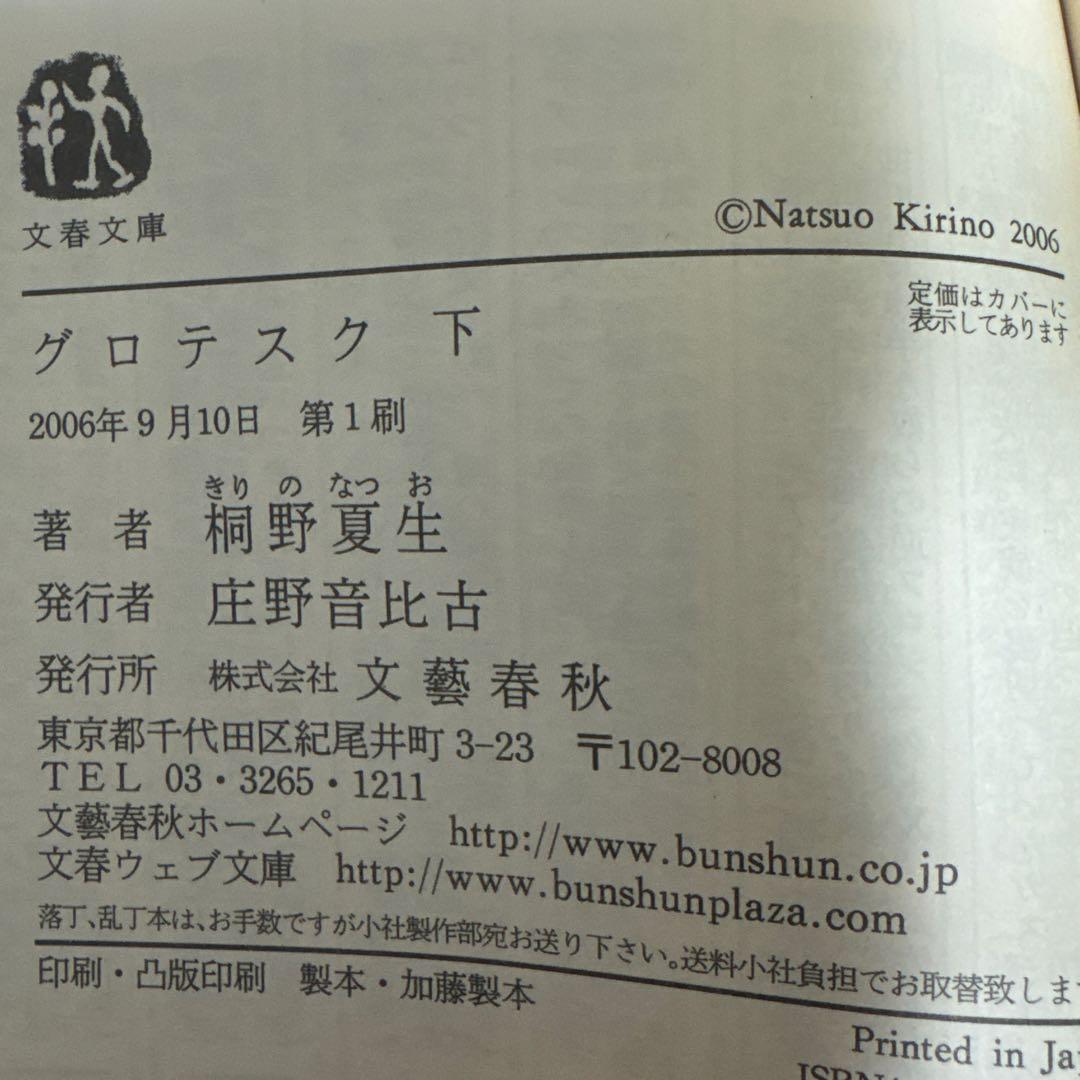 文春文庫
©Natsuo Kirino 2006
定価はカバーに
表示してあります
グロテスク 下
2006年9月10日 第1刷
きり の なつ お
著 者 桐野夏生
発行者 庄野音比古
発行所 株式会社 文藝春秋
東京都千代田区紀尾井町 3-23 〒102-8008
TEL 03・3265・1211
文藝春秋ホームページ http://www.bunshun.co.jp
文春ウェブ文庫 http://www.bunshunplaza.com
落丁、乱丁本は、お手数ですが小社製作部宛お送り下さい。送料小社負担でお取替致しま
印刷・凸版印刷 製本・加藤製本
Printed in